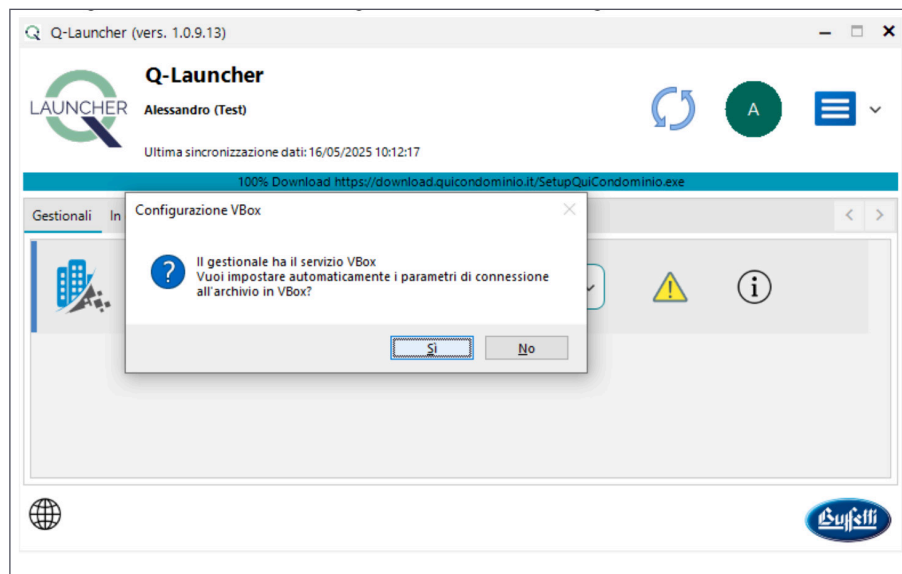 Q-Launcher (vers. 1.0.9.13)
Q-Launcher
LAUNCHER
Alessandro (Test)
A
Ultima sincronizzazione dati: 16/05/2025 10:12:17
100% Download https://download.quicondominio.it/SetupQuiCondominio.exe
Gestionali In
Configurazione VBox
Il gestionale ha il servizio VBox
Vuoi impostare automaticamente i parametri di connessione
all'archivio in VBox?
Sì No
Buffetti